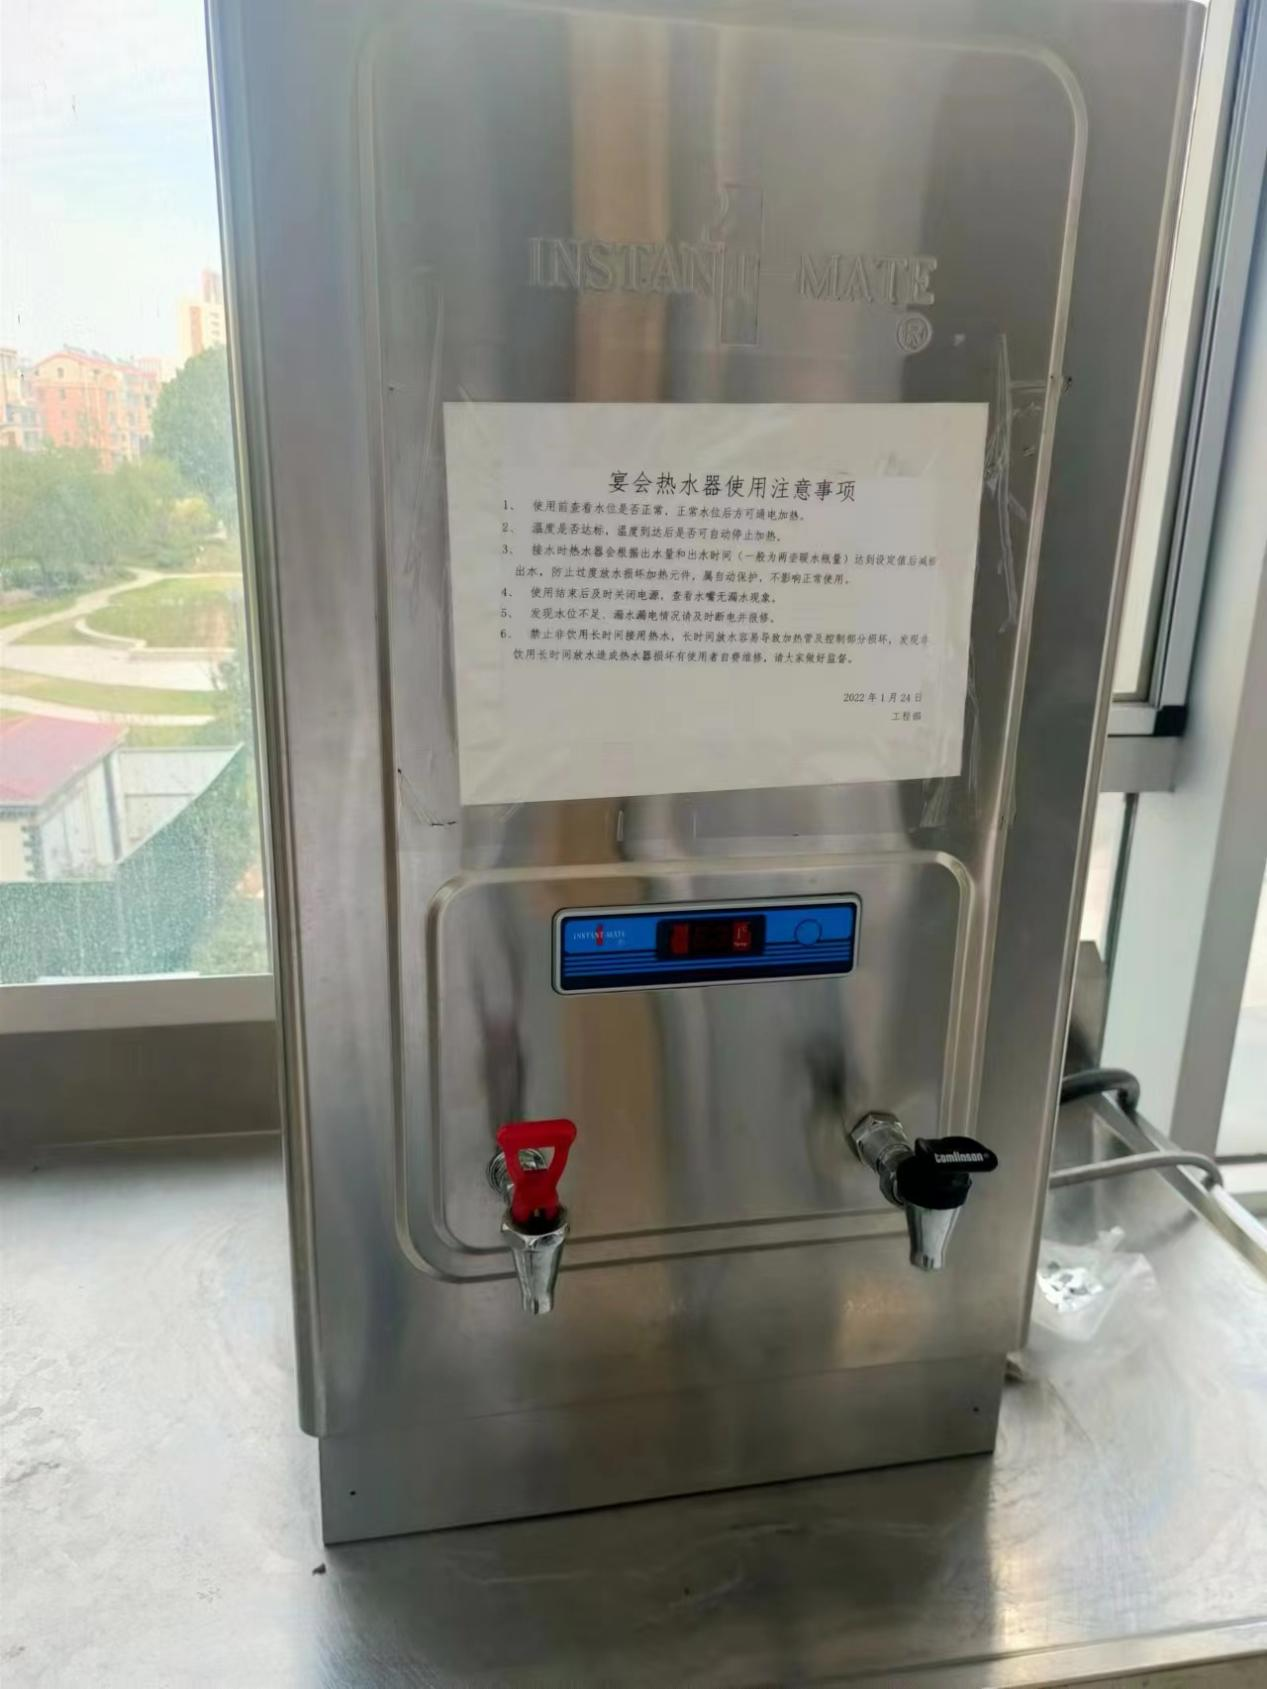 INSTANT MATE
®
宴会热水器使用注意事项
1、 使用前查看水位是否正常，正常水位后方可通电加热。
2、 温度是否达标，温度到达后是否可自动停止加热。
3、 接水时热水器会根据出水量和出水时间（一般为两壶暖水瓶量）达到设定值后减
出水，防止过度放水损坏加热元件，属自动保护，不影响正常使用。
4、 使用结束后及时关闭电源，查看水嘴无漏水现象。
5、 发现水位不足、漏水漏电情况请及时断电并报修。
6、 禁止非饮用长时间接用热水，长时间放水容易导致加热管及控制部分损坏，发现非
饮用长时间放水造成热水器损坏有使用者自费维修，请大家做好监督。
2022 年 1 月 24 日
工程部
INSTANT MATE
tomlinson